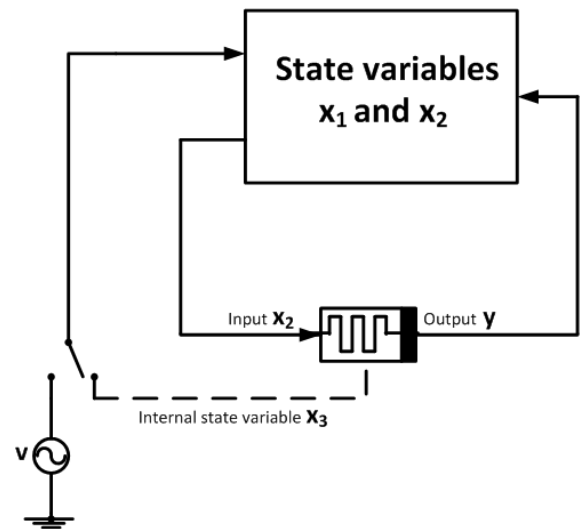 State variables
x₁ and x₂
Input x₂
Output y
Internal state variable x₃
v